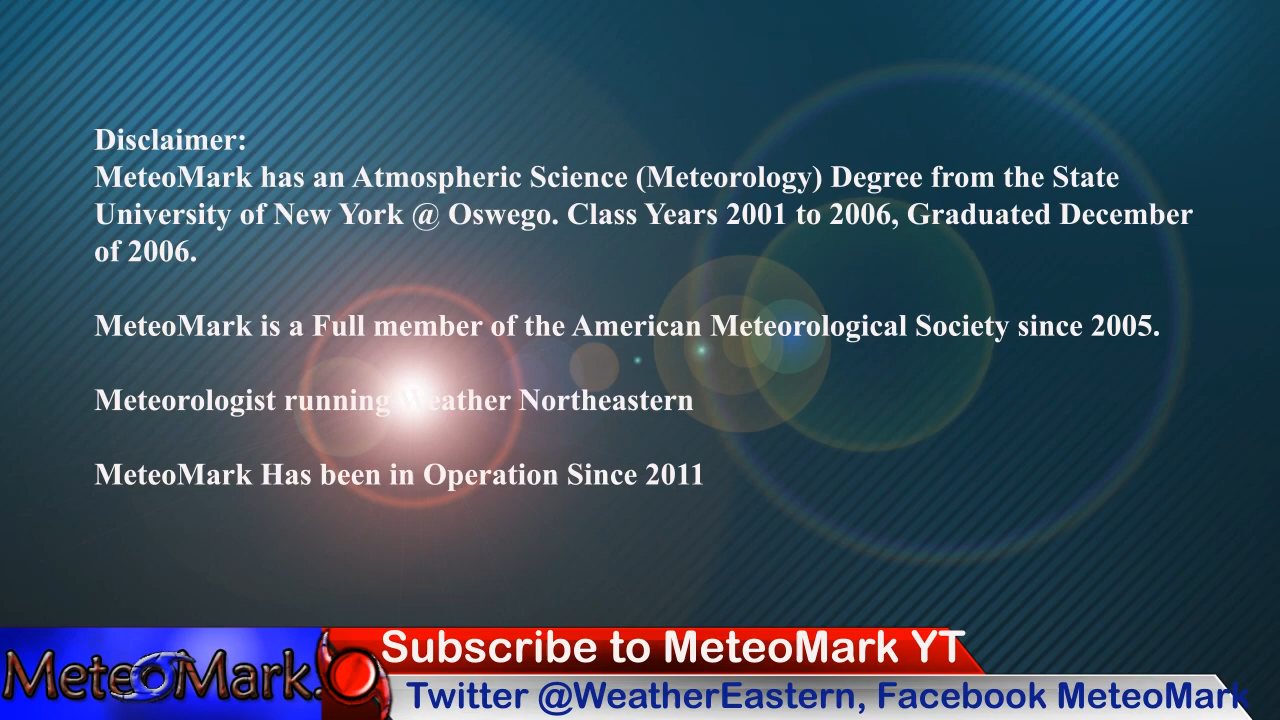 Disclaimer:
MeteoMark has an Atmospheric Science (Meteorology) Degree from the State
University of New York @ Oswego. Class Years 2001 to 2006, Graduated December
of 2006.
MeteoMark is a Full member of the American Meteorological Society since 2005.
Meteorologist running Weather Northeastern
MeteoMark Has been in Operation Since 2011
Subscribe to MeteoMark YT
MeteoMark.
Twitter @WeatherEastern, Facebook MeteoMark